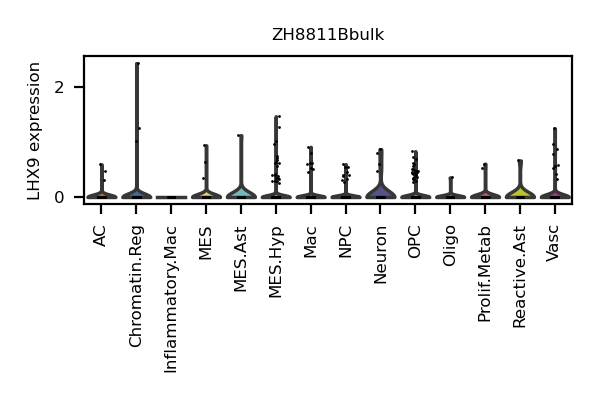 ZH8811Bbulk
LHX9 expression
2
0
AC
Chromatin.Reg
Inflammatory.Mac
MES
MES.Ast
MES.Hyp
Mac
NPC
Neuron
OPC
Oligo
Prolif.Metab
Reactive.Ast
Vasc